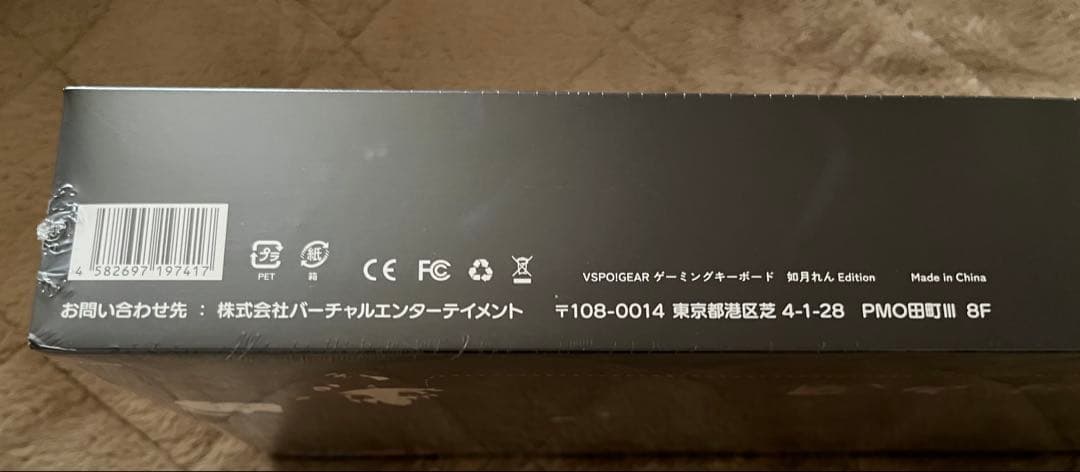 4 582697 197417
プラ
PET
紙
箱
CE FC
VSPO!GEAR ゲーミングキーボード 如月れん Edition Made in China
お問い合わせ先 : 株式会社バーチャルエンターテイメント 〒108-0014 東京都港区芝 4-1-28 PMO田町III 8F